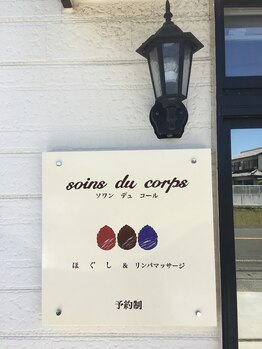 soins du corps
ソワン デュ コール
ほぐし & リンパマッサージ
予約制